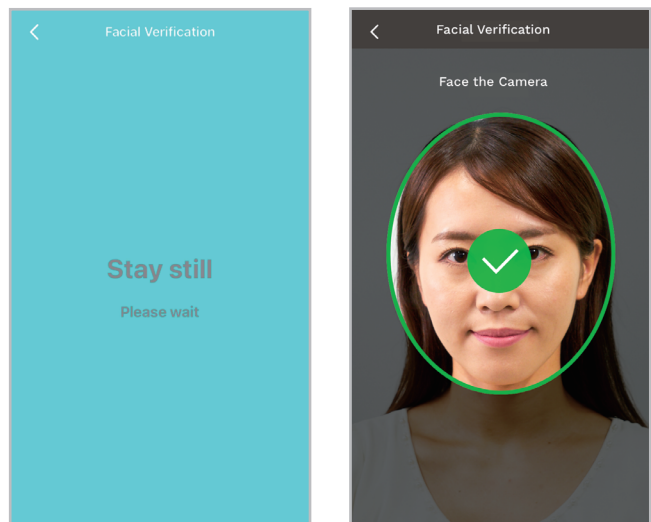 Facial Verification
Stay still
Please wait
Facial Verification
Face the Camera